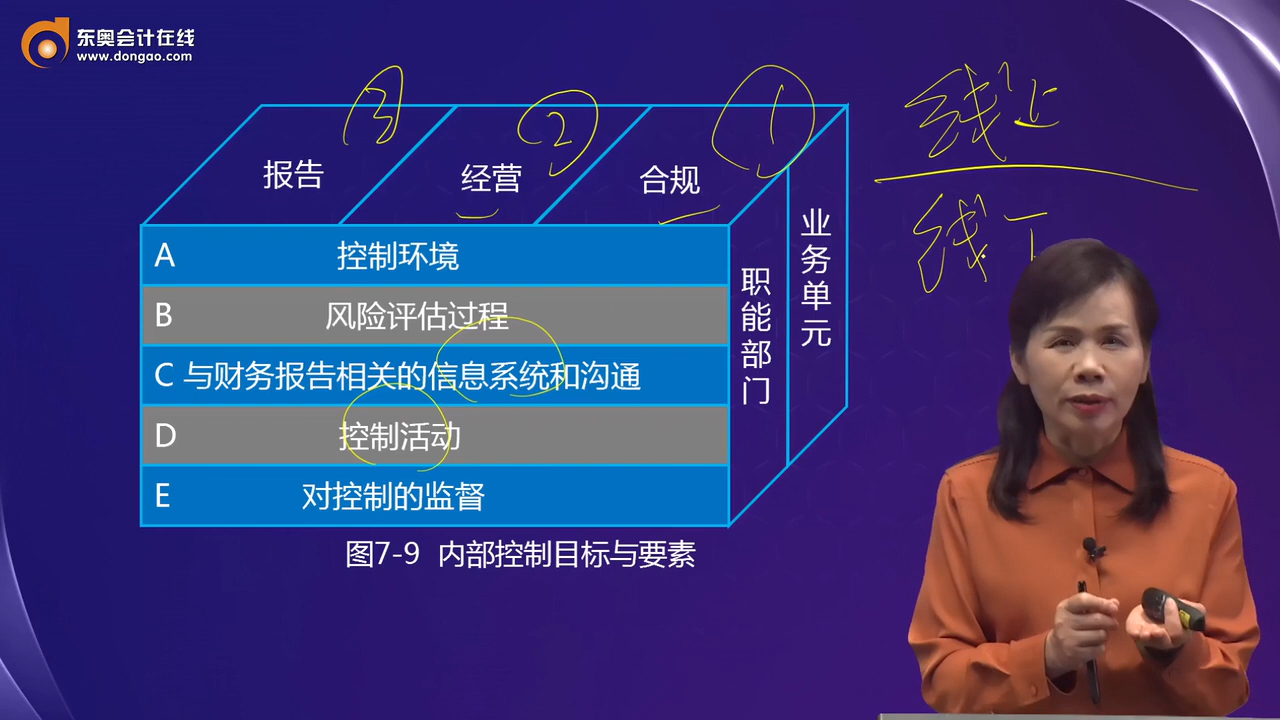 东奥会计在线
www.dongao.com
③
②
①
线上
线下
报告
经营
合规
业务单元
职能部门
A 控制环境
B 风险评估过程
C 与财务报告相关的信息系统和沟通
D 控制活动
E 对控制的监督
图7-9 内部控制目标与要素